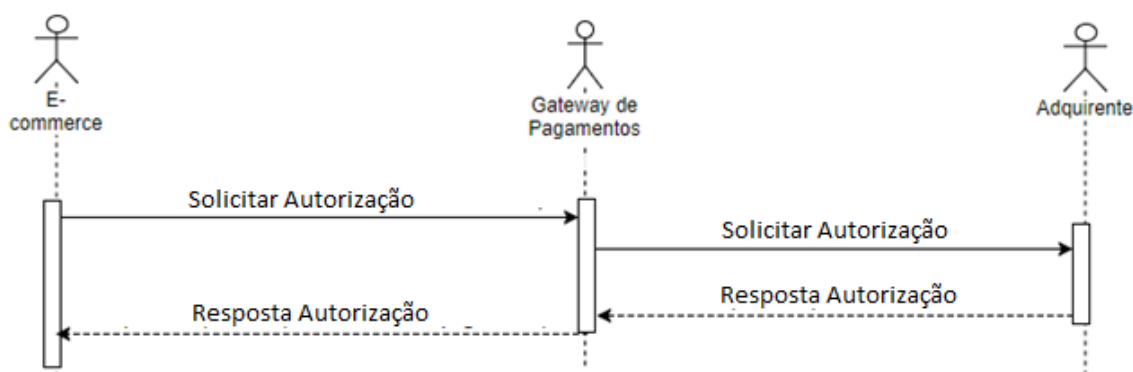 E-
commerce
Gateway de
Pagamentos
Adquirente
Solicitar Autorização
Solicitar Autorização
Resposta Autorização
Resposta Autorização